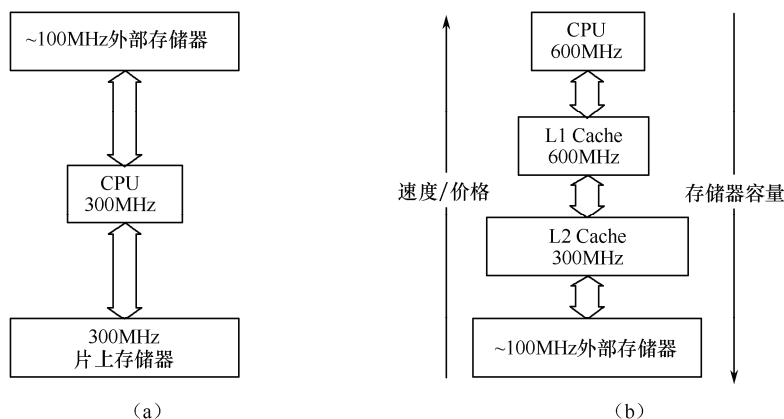 ~100MHz外部存储器
CPU
300MHz
300MHz
片上存储器
(a)
CPU
600MHz
L1 Cache
600MHz
速度/价格
存储器容量
L2 Cache
300MHz
~100MHz外部存储器
(b)